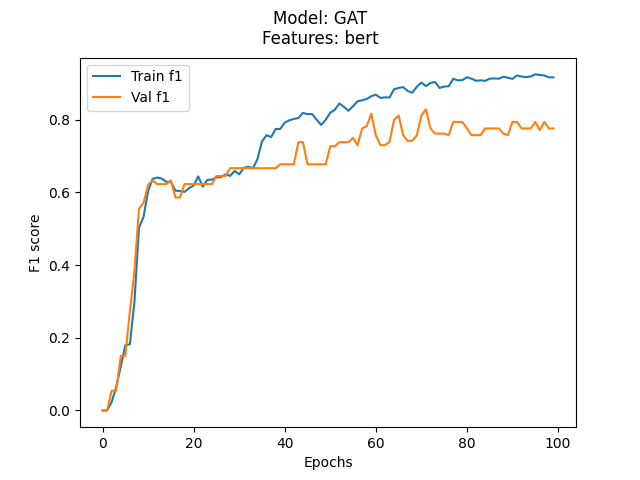 Model: GAT
Features: bert
Train f1
Val f1
F1 score
0.8
0.6
0.4
0.2
0.0
0 20 40 60 80 100
Epochs